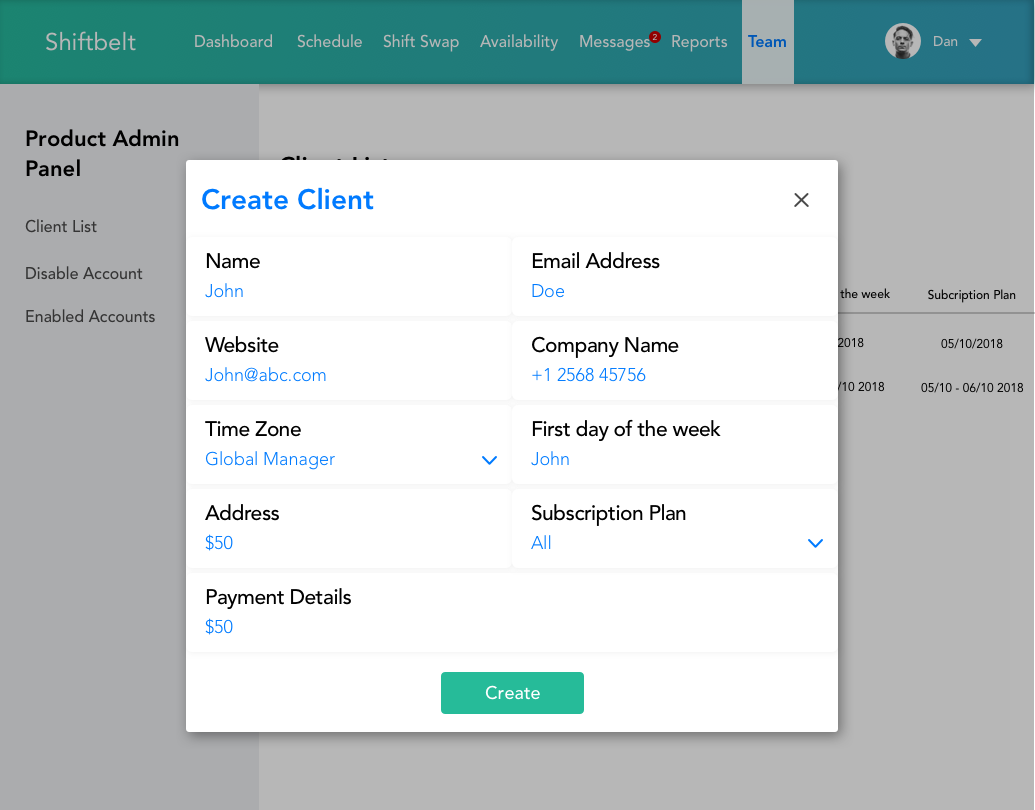 Shiftbelt
Dashboard
Schedule
Shift Swap
Availability
Messages
2
Reports
Team
Dan
Product Admin
Panel
Client List
Disable Account
Enabled Accounts
Client List
Create Client
Name
John
Email Address
Doe
Website
John@abc.com
Company Name
+1 2568 45756
Time Zone
Global Manager
First day of the week
John
Address
$50
Subscription Plan
All
Payment Details
$50
Create
the week
Subcription Plan
2018
05/10/2018
/10 2018
05/10 - 06/10 2018